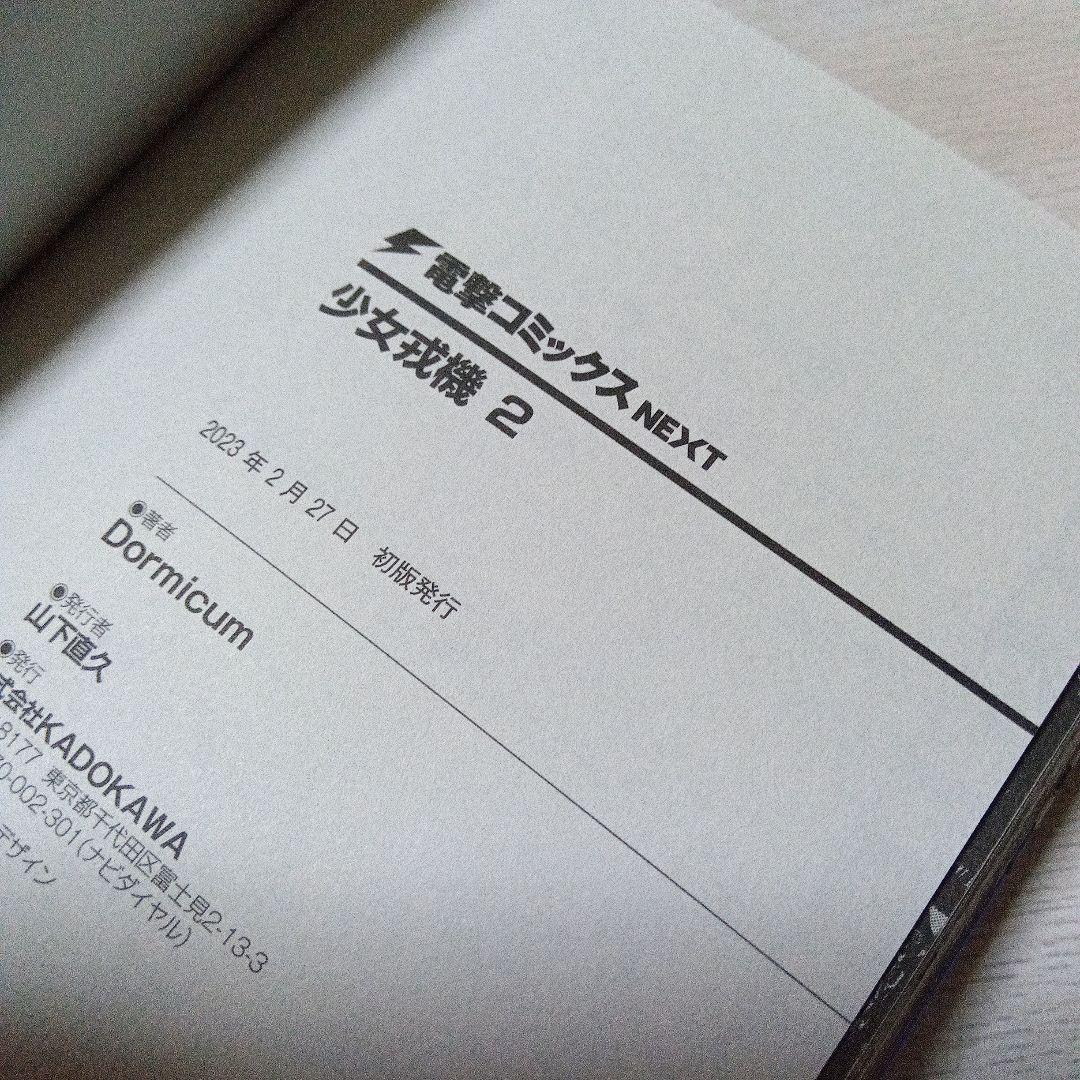 電撃コミックスNEXT
少女戎機 2
2023年2月27日 初版発行
●著者
Dormicum
●発行者
山下直久
●発行
式会社KADOKAWA
8177 東京都千代田区富士見2-13-3
0-002-301(ナビダイヤル)
デザイン